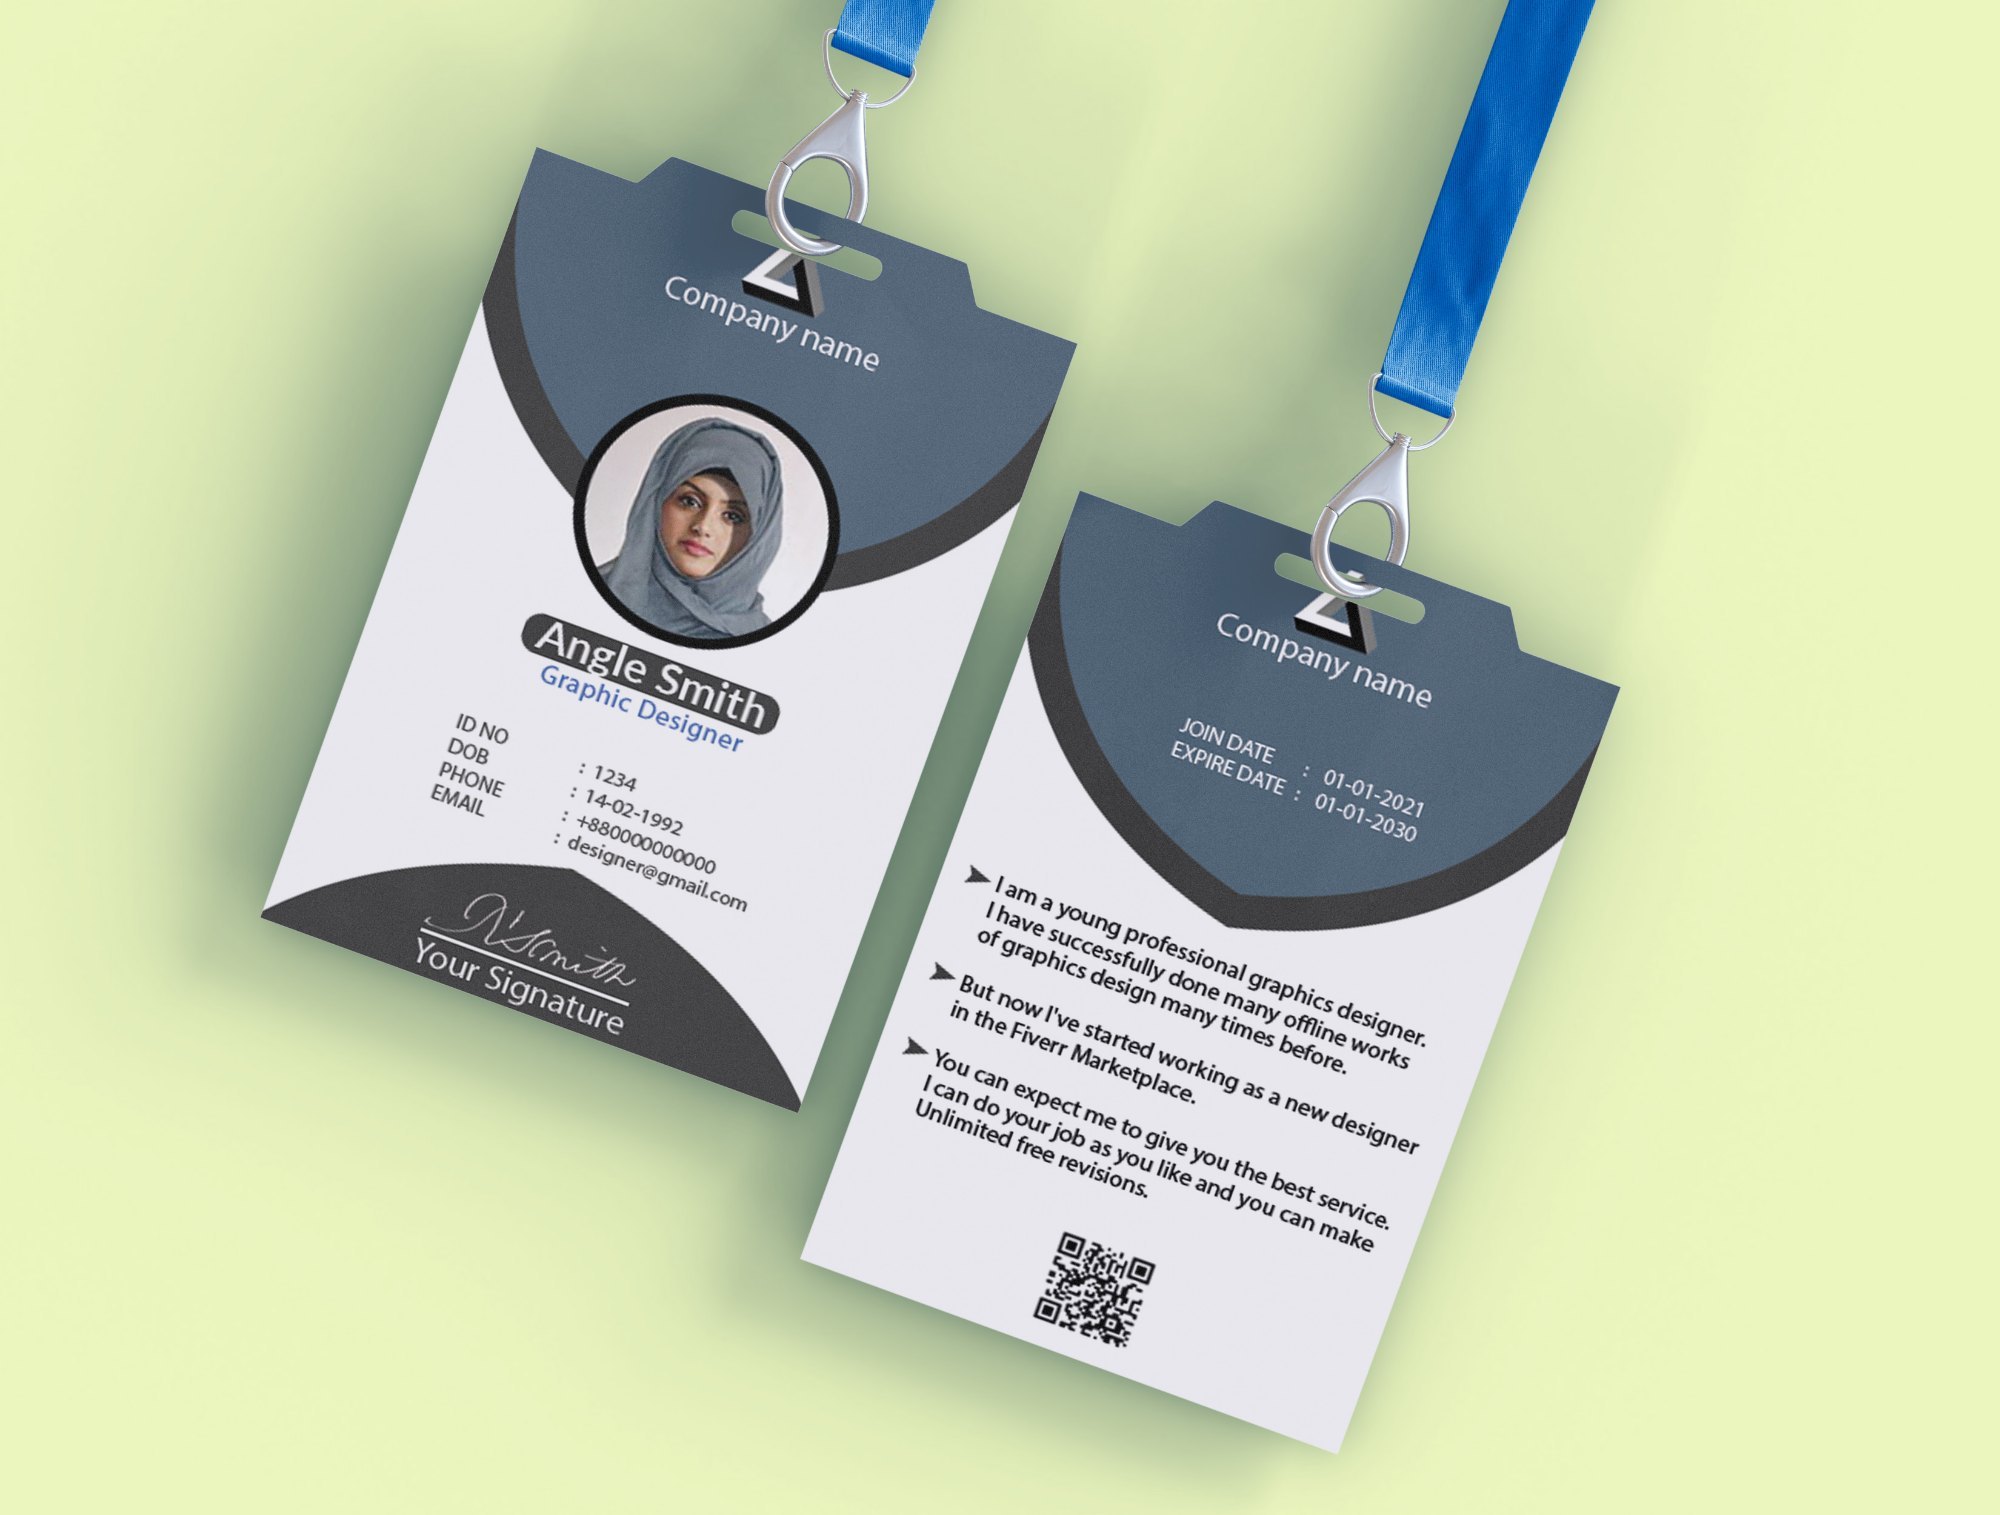 Company name
Angle Smith
Graphic Designer
ID NO : 1234
DOB : 14-02-1992
PHONE : +880000000000
EMAIL : designer@gmail.com
A.Smith
Your Signature
Company name
JOIN DATE : 01-01-2021
EXPIRE DATE : 01-01-2030
I am a young professional graphics designer.
I have successfully done many offline works
of graphics design many times before.
But now I've started working as a new designer
in the Fiverr Marketplace.
You can expect me to give you the best service.
I can do your job as you like and you can make
Unlimited free revisions.